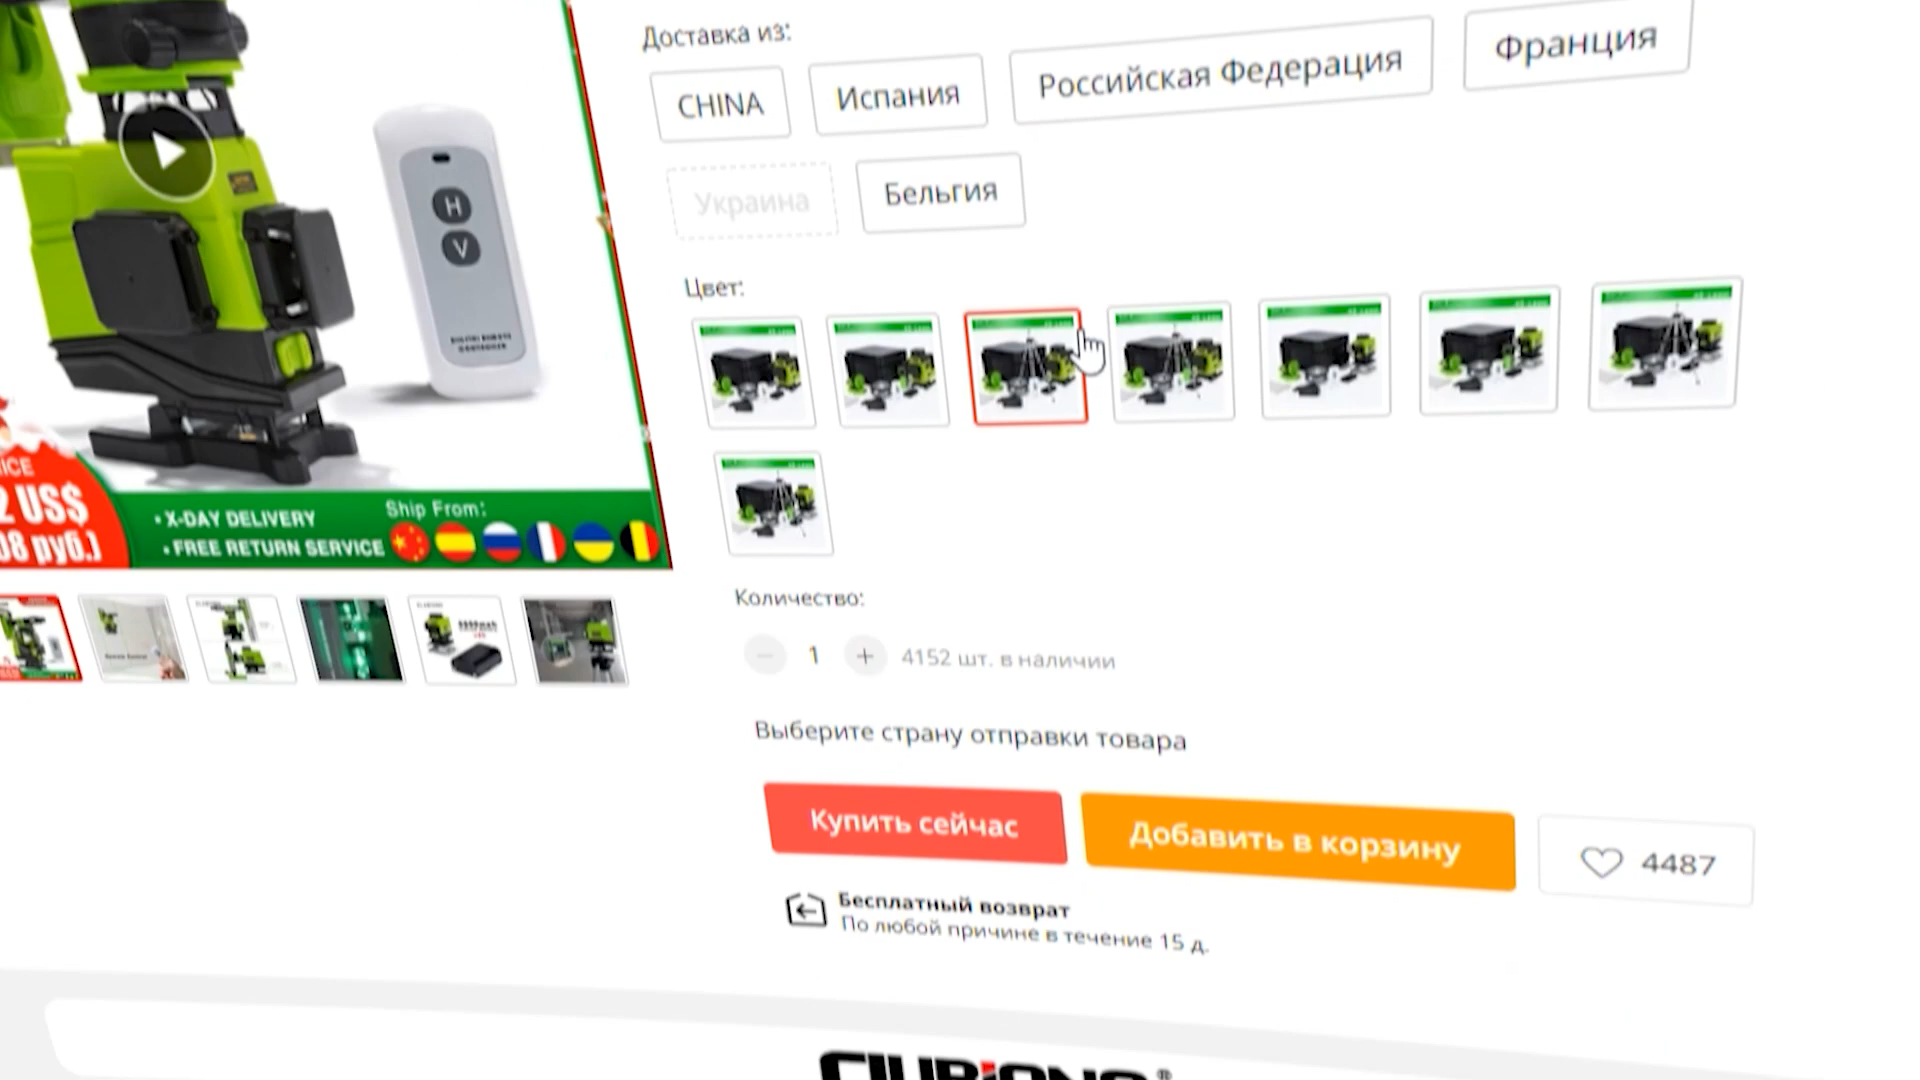 Доставка из:
CHINA
Испания
Российская Федерация
Франция
Украина
Бельгия
Цвет:
H
V
US$
руб.)
• X-DAY DELIVERY
• FREE RETURN SERVICE
Ship From:
Количество:
1
4152 шт. в наличии
Выберите страну отправки товара
Купить сейчас
Добавить в корзину
4487
Бесплатный возврат
По любой причине в течение 15 д.